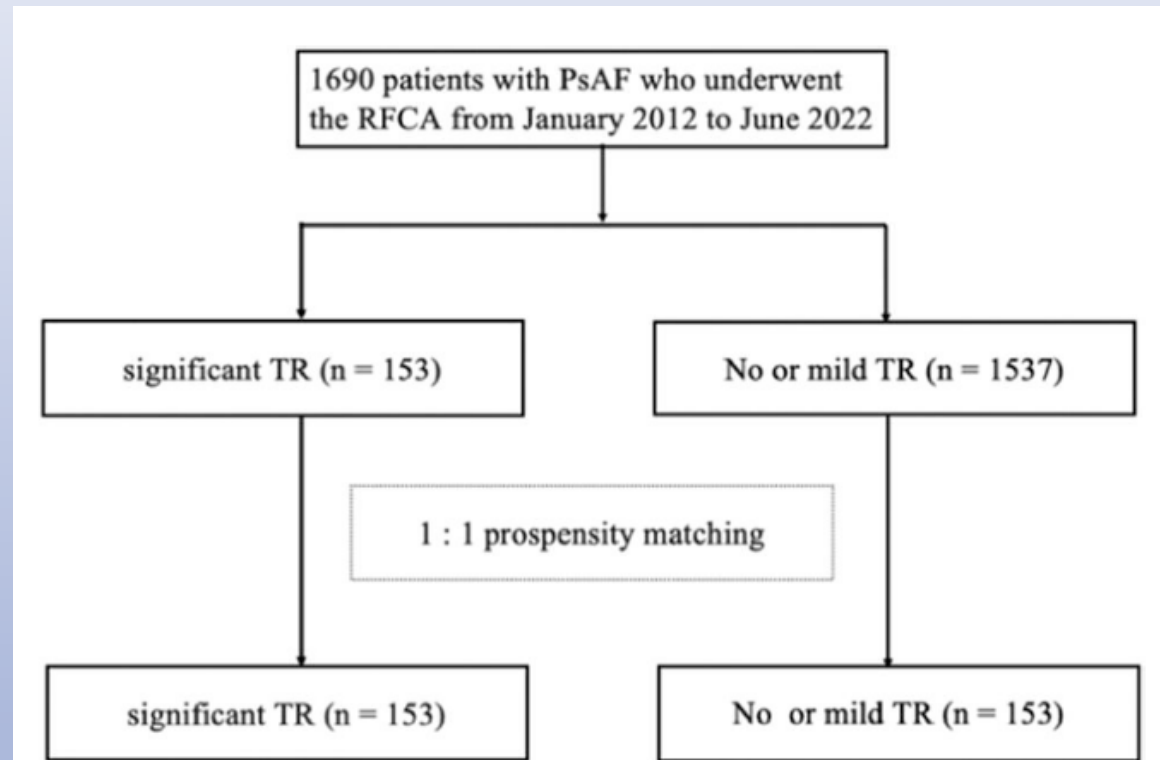 1690 patients with PsAF who underwent
the RFCA from January 2012 to June 2022
significant TR (n = 153)
No or mild TR (n = 1537)
1 : 1 prospensity matching
significant TR (n = 153)
No or mild TR (n = 153)